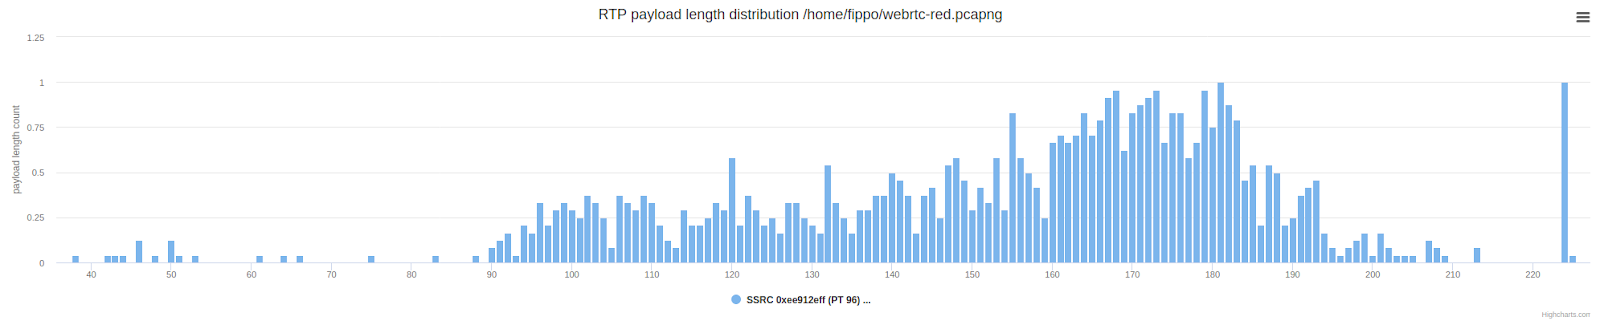 RTP payload length distribution /home/fippo/webrtc-red.pcapng
payload length count
1.25
1
0.75
0.5
0.25
0
40 50 60 70 80 90 100 110 120 130 140 150 160 170 180 190 200 210 220
SSRC 0xee912eff (PT 96) ...
Highcharts.com